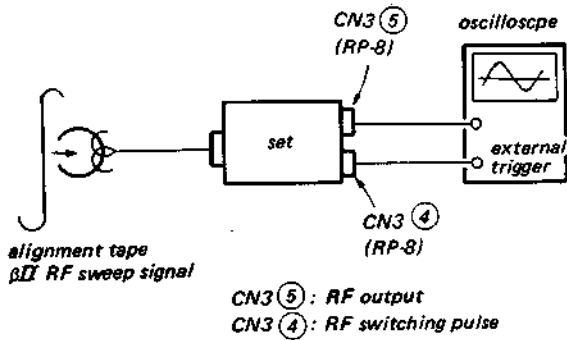 CN3 ⑤
(RP-8)
oscilloscpe
set
external
trigger
CN3 ④
(RP-8)
alignment tape
βII RF sweep signal
CN3 ⑤ : RF output
CN3 ④ : RF switching pulse